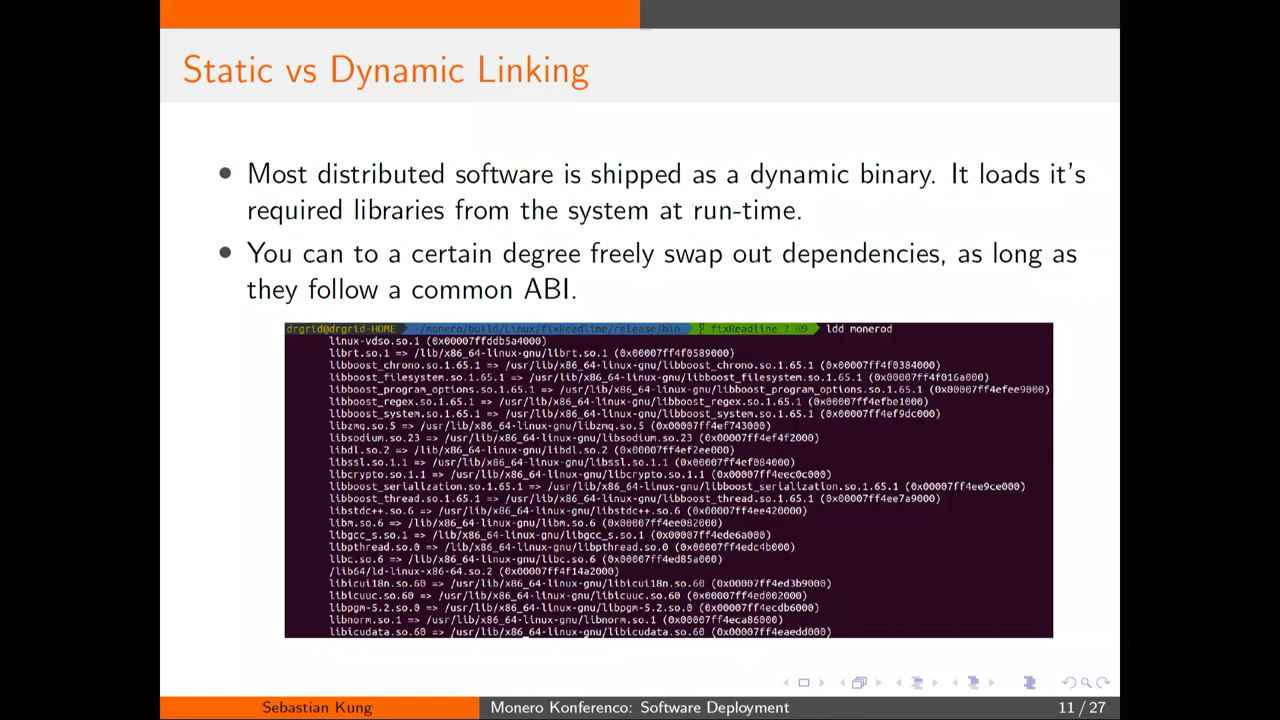 Static vs Dynamic Linking
• Most distributed software is shipped as a dynamic binary. It loads it's
required libraries from the system at run-time.
• You can to a certain degree freely swap out dependencies, as long as
they follow a common ABI.
drgrid@drgrid-HOME ~/monero/build/Linux/fixReadline/release/bin fixReadline ? ↺9 ldd monerod
linux-vdso.so.1 (0x00007ffddb5a4000)
librt.so.1 => /lib/x86_64-linux-gnu/librt.so.1 (0x00007ff4f0589000)
libboost_chrono.so.1.65.1 => /usr/lib/x86_64-linux-gnu/libboost_chrono.so.1.65.1 (0x00007ff4f0384000)
libboost_filesystem.so.1.65.1 => /usr/lib/x86_64-linux-gnu/libboost_filesystem.so.1.65.1 (0x00007ff4f016a000)
libboost_program_options.so.1.65.1 => /usr/lib/x86_64-linux-gnu/libboost_program_options.so.1.65.1 (0x00007ff4efee9000)
libboost_regex.so.1.65.1 => /usr/lib/x86_64-linux-gnu/libboost_regex.so.1.65.1 (0x00007ff4efbe1000)
libboost_system.so.1.65.1 => /usr/lib/x86_64-linux-gnu/libboost_system.so.1.65.1 (0x00007ff4ef9dc000)
libzmq.so.5 => /usr/lib/x86_64-linux-gnu/libzmq.so.5 (0x00007ff4ef743000)
libsodium.so.23 => /usr/lib/x86_64-linux-gnu/libsodium.so.23 (0x00007ff4ef4f2000)
libdl.so.2 => /lib/x86_64-linux-gnu/libdl.so.2 (0x00007ff4ef2ee000)
libssl.so.1.1 => /usr/lib/x86_64-linux-gnu/libssl.so.1.1 (0x00007ff4ef084000)
libcrypto.so.1.1 => /usr/lib/x86_64-linux-gnu/libcrypto.so.1.1 (0x00007ff4eec0c000)
libboost_serialization.so.1.65.1 => /usr/lib/x86_64-linux-gnu/libboost_serialization.so.1.65.1 (0x00007ff4ee9ce000)
libboost_thread.so.1.65.1 => /usr/lib/x86_64-linux-gnu/libboost_thread.so.1.65.1 (0x00007ff4ee7a9000)
libstdc++.so.6 => /usr/lib/x86_64-linux-gnu/libstdc++.so.6 (0x00007ff4ee420000)
libm.so.6 => /lib/x86_64-linux-gnu/libm.so.6 (0x00007ff4ee082000)
libgcc_s.so.1 => /lib/x86_64-linux-gnu/libgcc_s.so.1 (0x00007ff4ede6a000)
libpthread.so.0 => /lib/x86_64-linux-gnu/libpthread.so.0 (0x00007ff4edc4b000)
libc.so.6 => /lib/x86_64-linux-gnu/libc.so.6 (0x00007ff4ed85a000)
/lib64/ld-linux-x86-64.so.2 (0x00007ff4f14a2000)
libicui18n.so.60 => /usr/lib/x86_64-linux-gnu/libicui18n.so.60 (0x00007ff4ed3b9000)
libicuuc.so.60 => /usr/lib/x86_64-linux-gnu/libicuuc.so.60 (0x00007ff4ed002000)
libpgm-5.2.so.0 => /usr/lib/x86_64-linux-gnu/libpgm-5.2.so.0 (0x00007ff4ecdb6000)
libnorm.so.1 => /usr/lib/x86_64-linux-gnu/libnorm.so.1 (0x00007ff4eca86000)
libicudata.so.60 => /usr/lib/x86_64-linux-gnu/libicudata.so.60 (0x00007ff4eaedd000)
Sebastian Kung
Monero Konferenco: Software Deployment
11 / 27